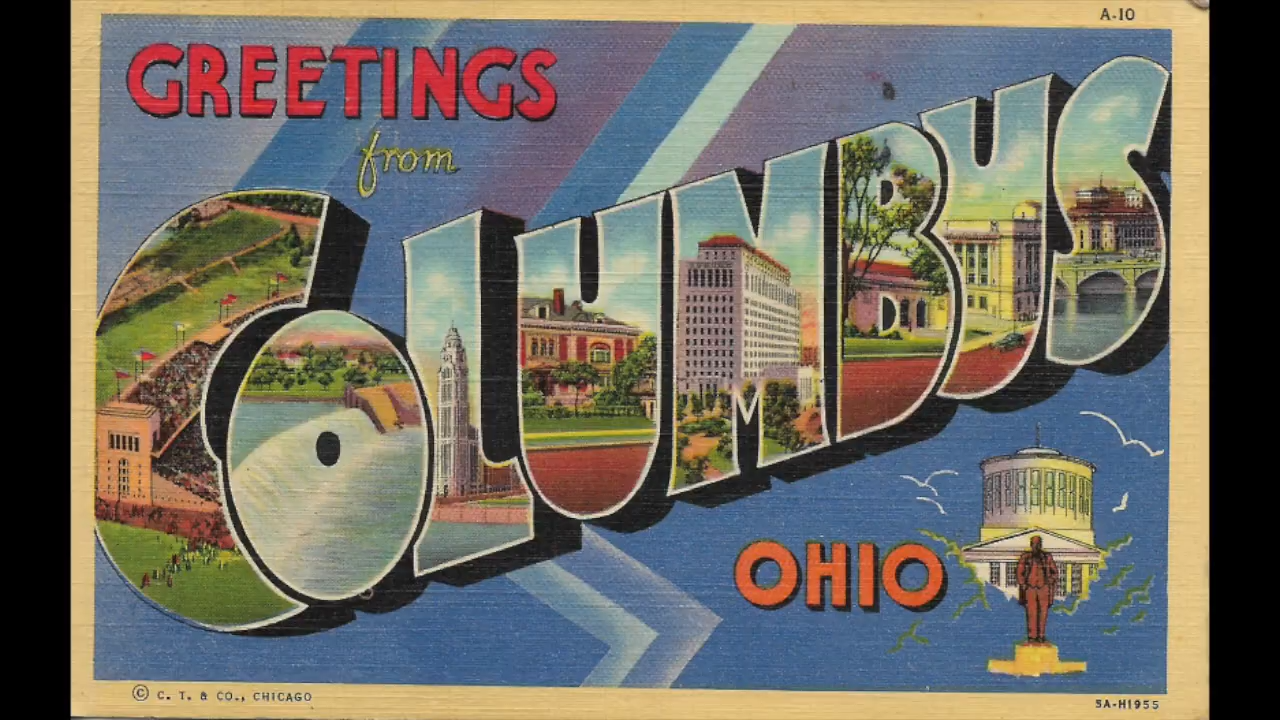 A-10
GREETINGS
from
COLUMBUS
OHIO
© C. T. & CO., CHICAGO
5A-H1955